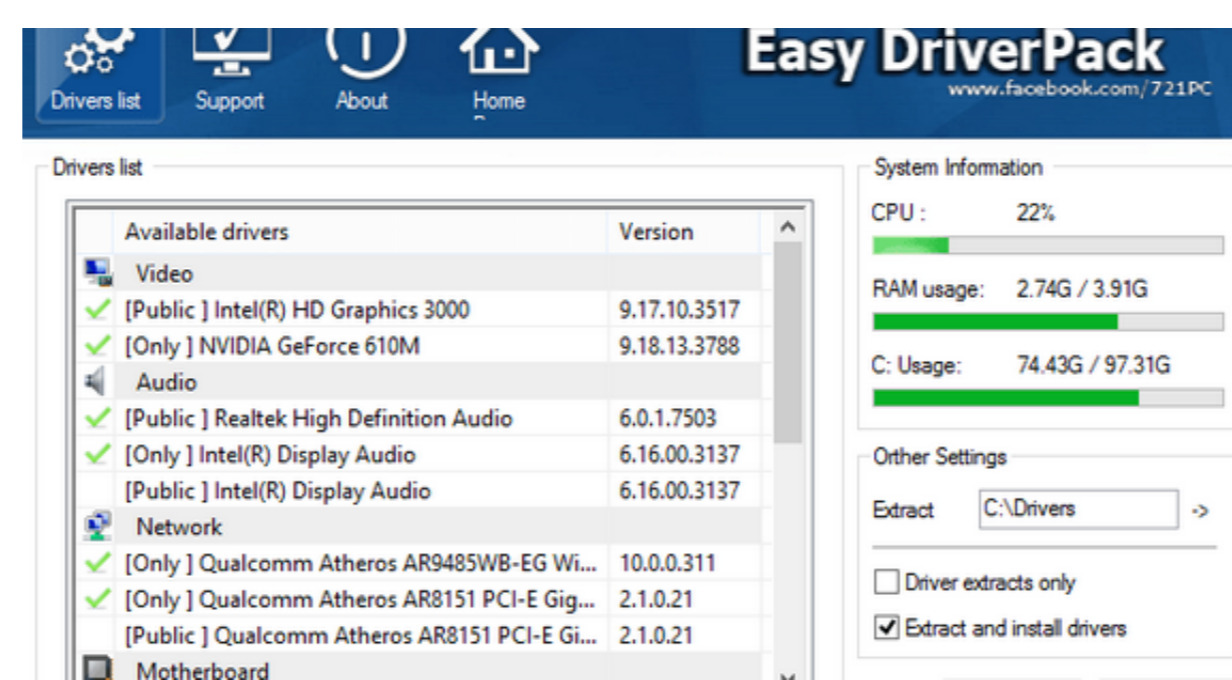 Easy DriverPack
www.facebook.com/721PC
Drivers list
Support
About
Home
Drivers list
Available drivers Version
Video
[Public ] Intel(R) HD Graphics 3000 9.17.10.3517
[Only ] NVIDIA GeForce 610M 9.18.13.3788
Audio
[Public ] Realtek High Definition Audio 6.0.1.7503
[Only ] Intel(R) Display Audio 6.16.00.3137
[Public ] Intel(R) Display Audio 6.16.00.3137
Network
[Only ] Qualcomm Atheros AR9485WB-EG Wi... 10.0.0.311
[Only ] Qualcomm Atheros AR8151 PCI-E Gig... 2.1.0.21
[Public ] Qualcomm Atheros AR8151 PCI-E Gi... 2.1.0.21
Motherboard
System Information
CPU : 22%
RAM usage: 2.74G / 3.91G
C: Usage: 74.43G / 97.31G
Orther Settings
Extract C:\Drivers ->
Driver extracts only
Extract and install drivers